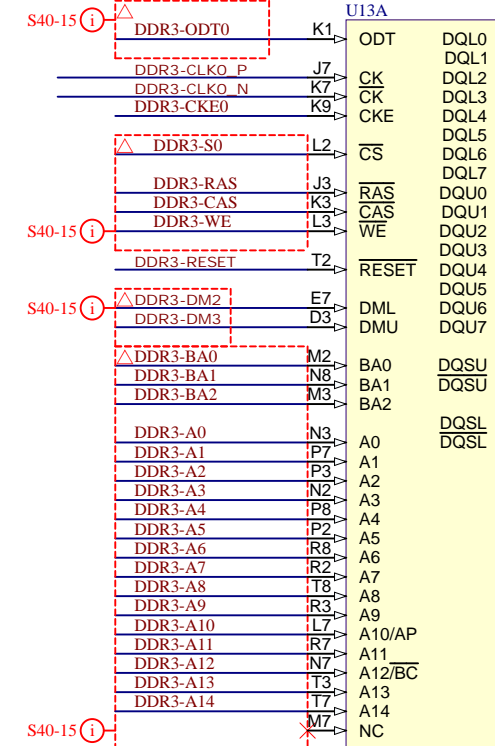 U13A
S40-15 i
DDR3-ODT0 K1 ODT DQL0
DQL1
DDR3-CLK0_P J7 CK DQL2
DDR3-CLK0_N K7 CK DQL3
DDR3-CKE0 K9 CKE DQL4
DQL5
DDR3-S0 L2 CS DQL6
DQL7
DDR3-RAS J3 RAS DQU0
DDR3-CAS K3 CAS DQU1
S40-15 i DDR3-WE L3 WE DQU2
DQU3
DDR3-RESET T2 RESET DQU4
DQU5
S40-15 i DDR3-DM2 E7 DML DQU6
DDR3-DM3 D3 DMU DQU7
DDR3-BA0 M2 BA0 DQSU
DDR3-BA1 N8 BA1 DQSU
DDR3-BA2 M3 BA2
DQSL
DDR3-A0 N3 A0 DQSL
DDR3-A1 P7 A1
DDR3-A2 P3 A2
DDR3-A3 N2 A3
DDR3-A4 P8 A4
DDR3-A5 P2 A5
DDR3-A6 R8 A6
DDR3-A7 R2 A7
DDR3-A8 T8 A8
DDR3-A9 R3 A9
DDR3-A10 L7 A10/AP
DDR3-A11 R7 A11
DDR3-A12 N7 A12/BC
DDR3-A13 T3 A13
DDR3-A14 T7 A14
S40-15 i M7 NC